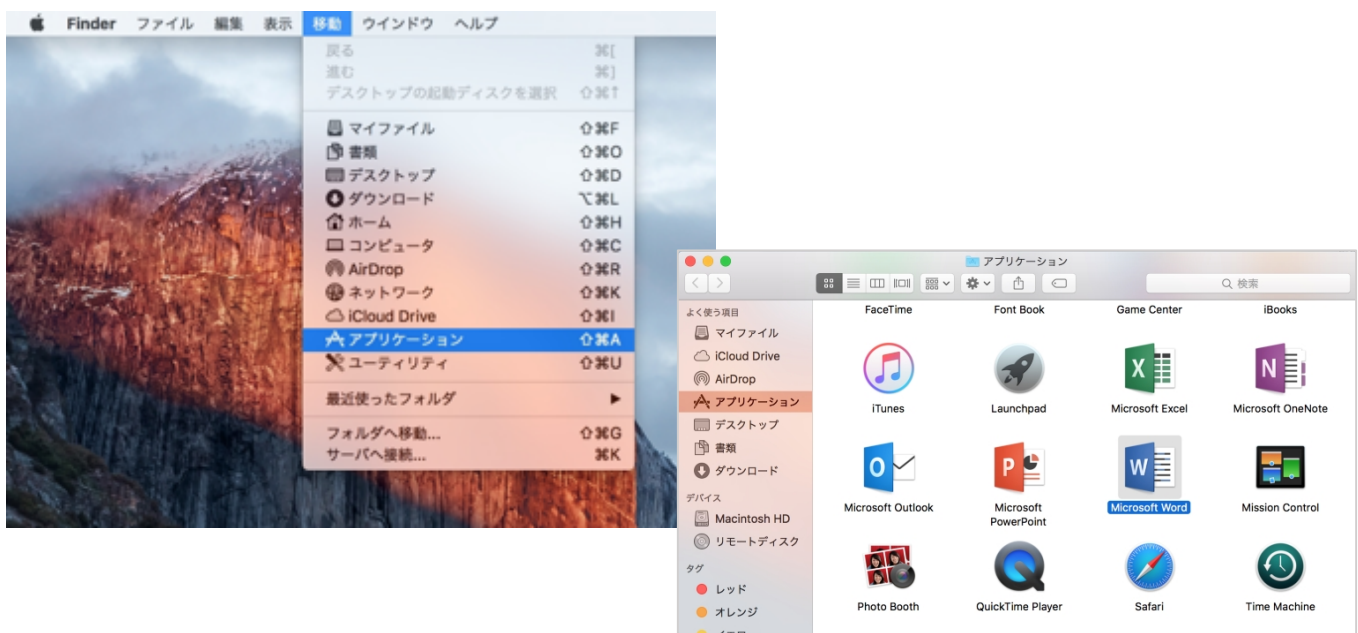 Finder ファイル 編集 表示 移動 ウインドウ ヘルプ
戻る ⌘[
進む ⌘]
デスクトップの起動ディスクを選択 ⇧⌘↑
マイファイル ⇧⌘F
書類 ⇧⌘O
デスクトップ ⇧⌘D
ダウンロード ⌥⌘L
ホーム ⇧⌘H
コンピュータ ⇧⌘C
AirDrop ⇧⌘R
ネットワーク ⇧⌘K
iCloud Drive ⇧⌘I
アプリケーション ⇧⌘A
ユーティリティ ⇧⌘U
最近使ったフォルダ ▶
フォルダへ移動... ⇧⌘G
サーバへ接続... ⌘K
アプリケーション
検索
よく使う項目
マイファイル
iCloud Drive
AirDrop
アプリケーション
デスクトップ
書類
ダウンロード
デバイス
Macintosh HD
リモートディスク
タグ
レッド
オレンジ
FaceTime Font Book Game Center iBooks
iTunes Launchpad Microsoft Excel Microsoft OneNote
Microsoft Outlook Microsoft PowerPoint Microsoft Word Mission Control
Photo Booth QuickTime Player Safari Time Machine